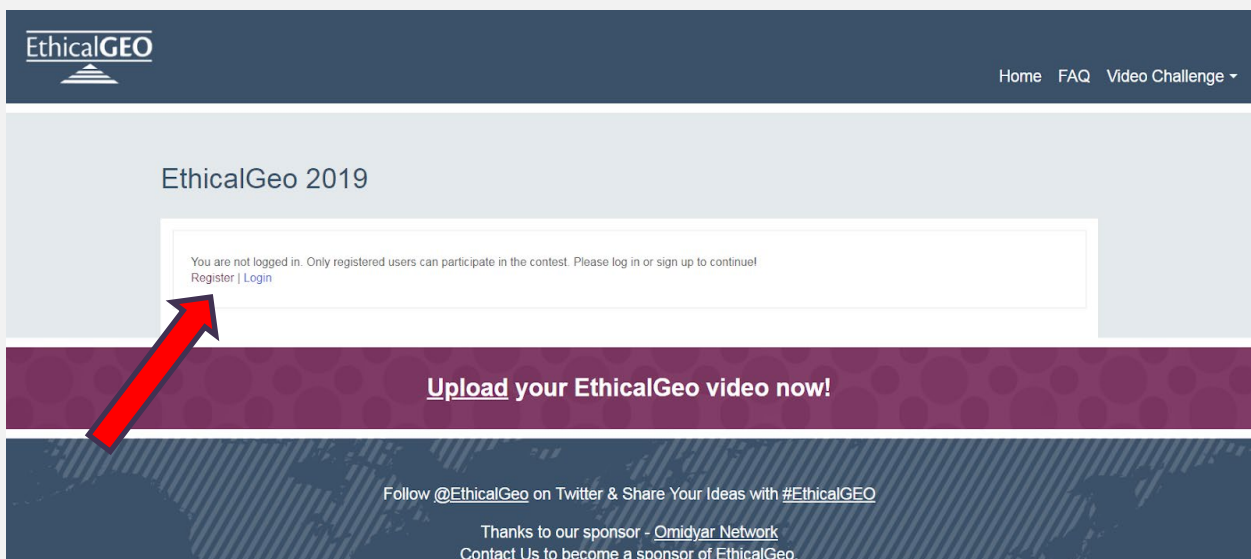 EthicalGEO
Home FAQ Video Challenge
EthicalGeo 2019
You are not logged in. Only registered users can participate in the contest. Please log in or sign up to continue!
Register | Login
Upload your EthicalGeo video now!
Follow @EthicalGeo on Twitter & Share Your Ideas with #EthicalGEO
Thanks to our sponsor - Omidyar Network
Contact Us to become a sponsor of EthicalGeo.